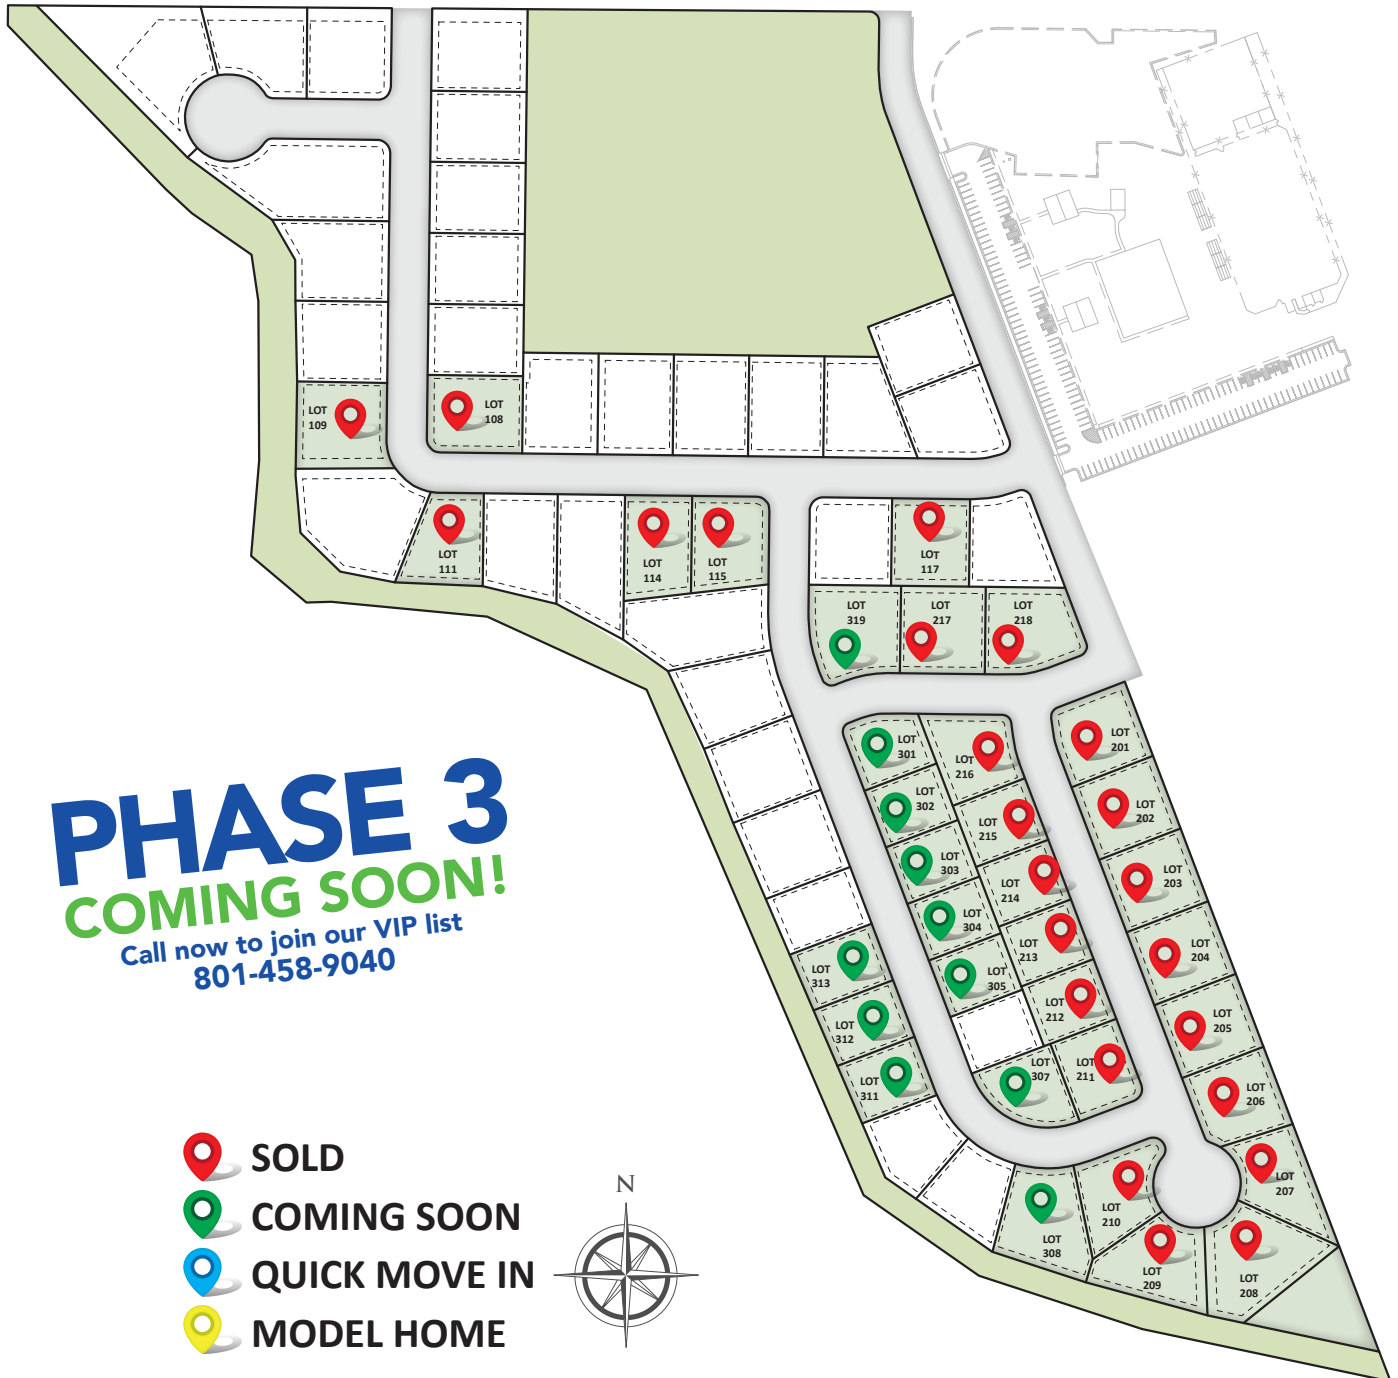 LOT
109
LOT
108
LOT
111
LOT
114
LOT
115
LOT
117
LOT
319
LOT
217
LOT
218
LOT
301
LOT
216
LOT
201
LOT
302
LOT
215
LOT
202
LOT
303
LOT
214
LOT
203
LOT
304
LOT
213
LOT
204
LOT
313
LOT
305
LOT
212
LOT
205
LOT
312
LOT
307
LOT
211
LOT
206
LOT
311
LOT
207
LOT
210
LOT
308
LOT
209
LOT
208
PHASE 3
COMING SOON!
Call now to join our VIP list
801-458-9040
SOLD
COMING SOON
QUICK MOVE IN
MODEL HOME
N